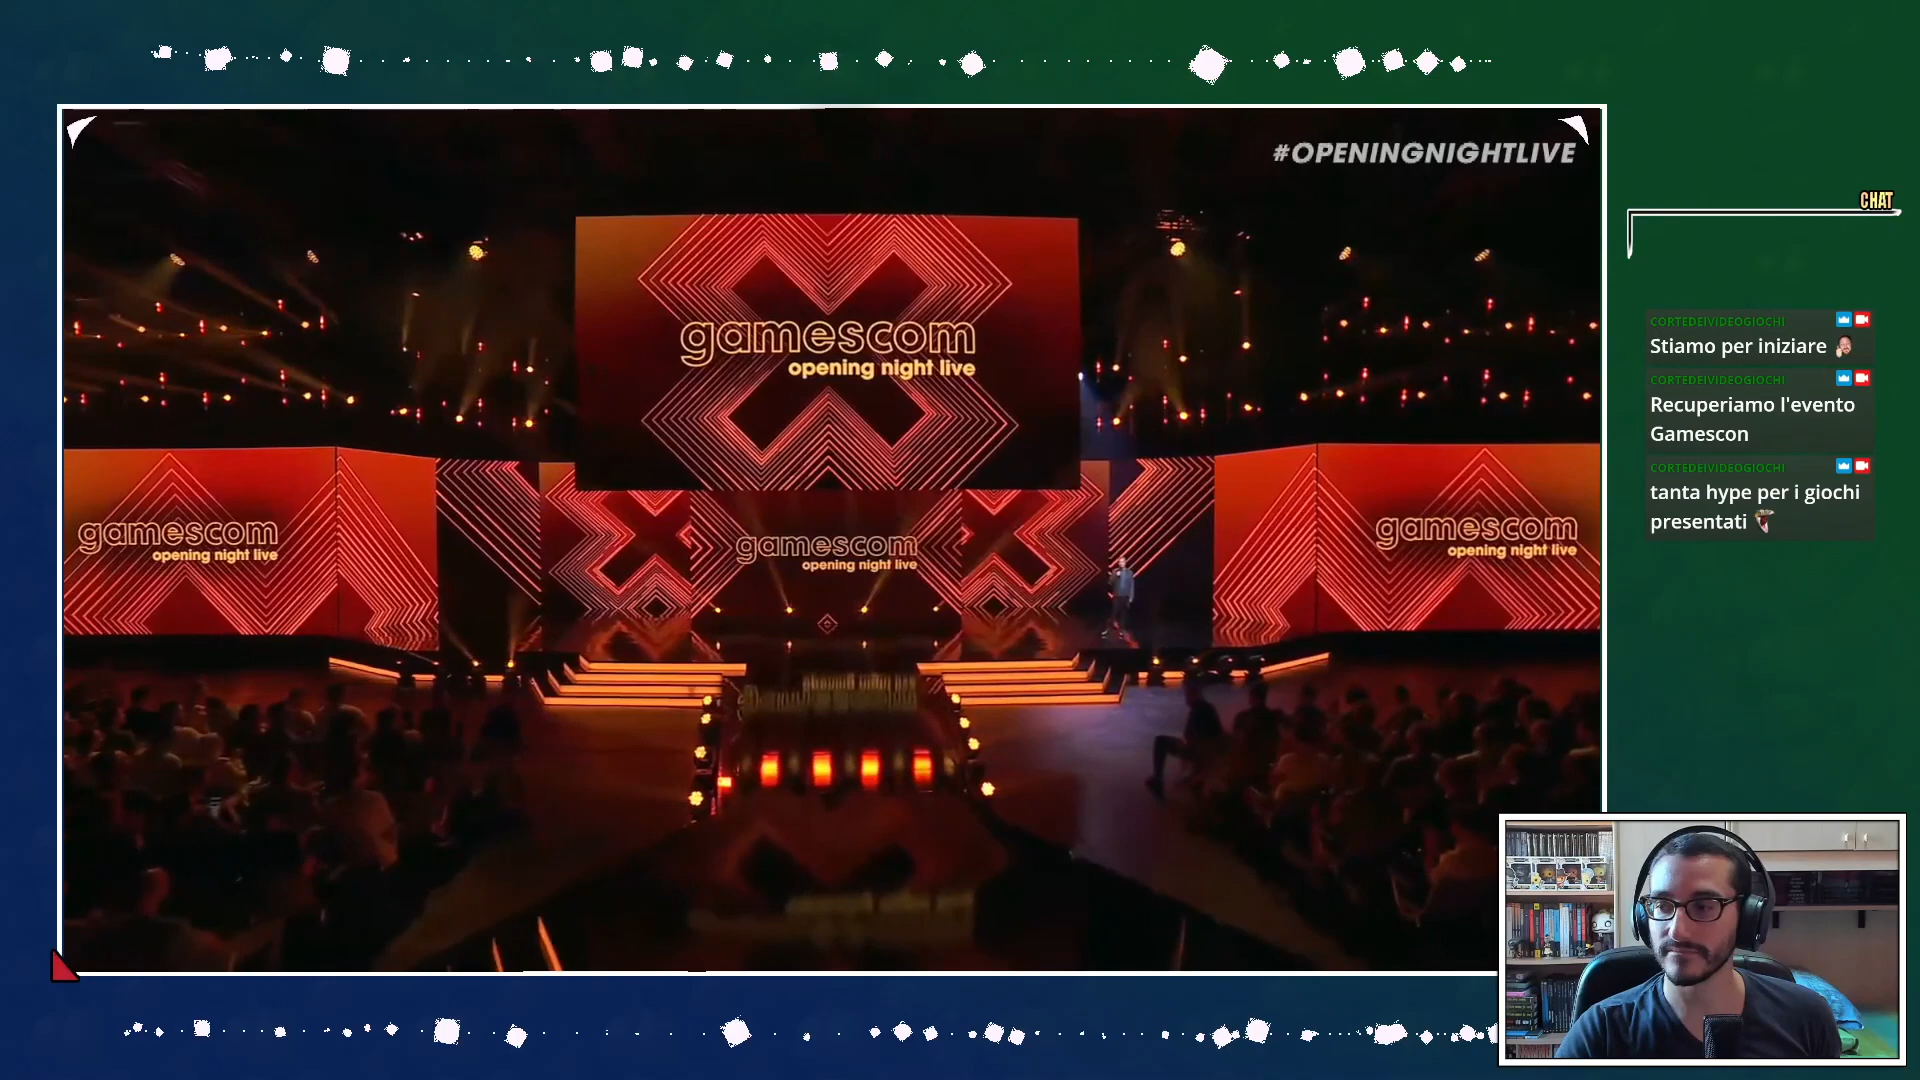 #OPENINGNIGHTLIVE
gamescom
opening night live
gamescom
opening night live
gamescom
opening night live
gamescom
opening night live
CHAT
CORTEDEIVIDEOGIOCHI
Stiamo per iniziare
CORTEDEIVIDEOGIOCHI
Recuperiamo l'evento
Gamescon
CORTEDEIVIDEOGIOCHI
tanta hype per i giochi
presentati